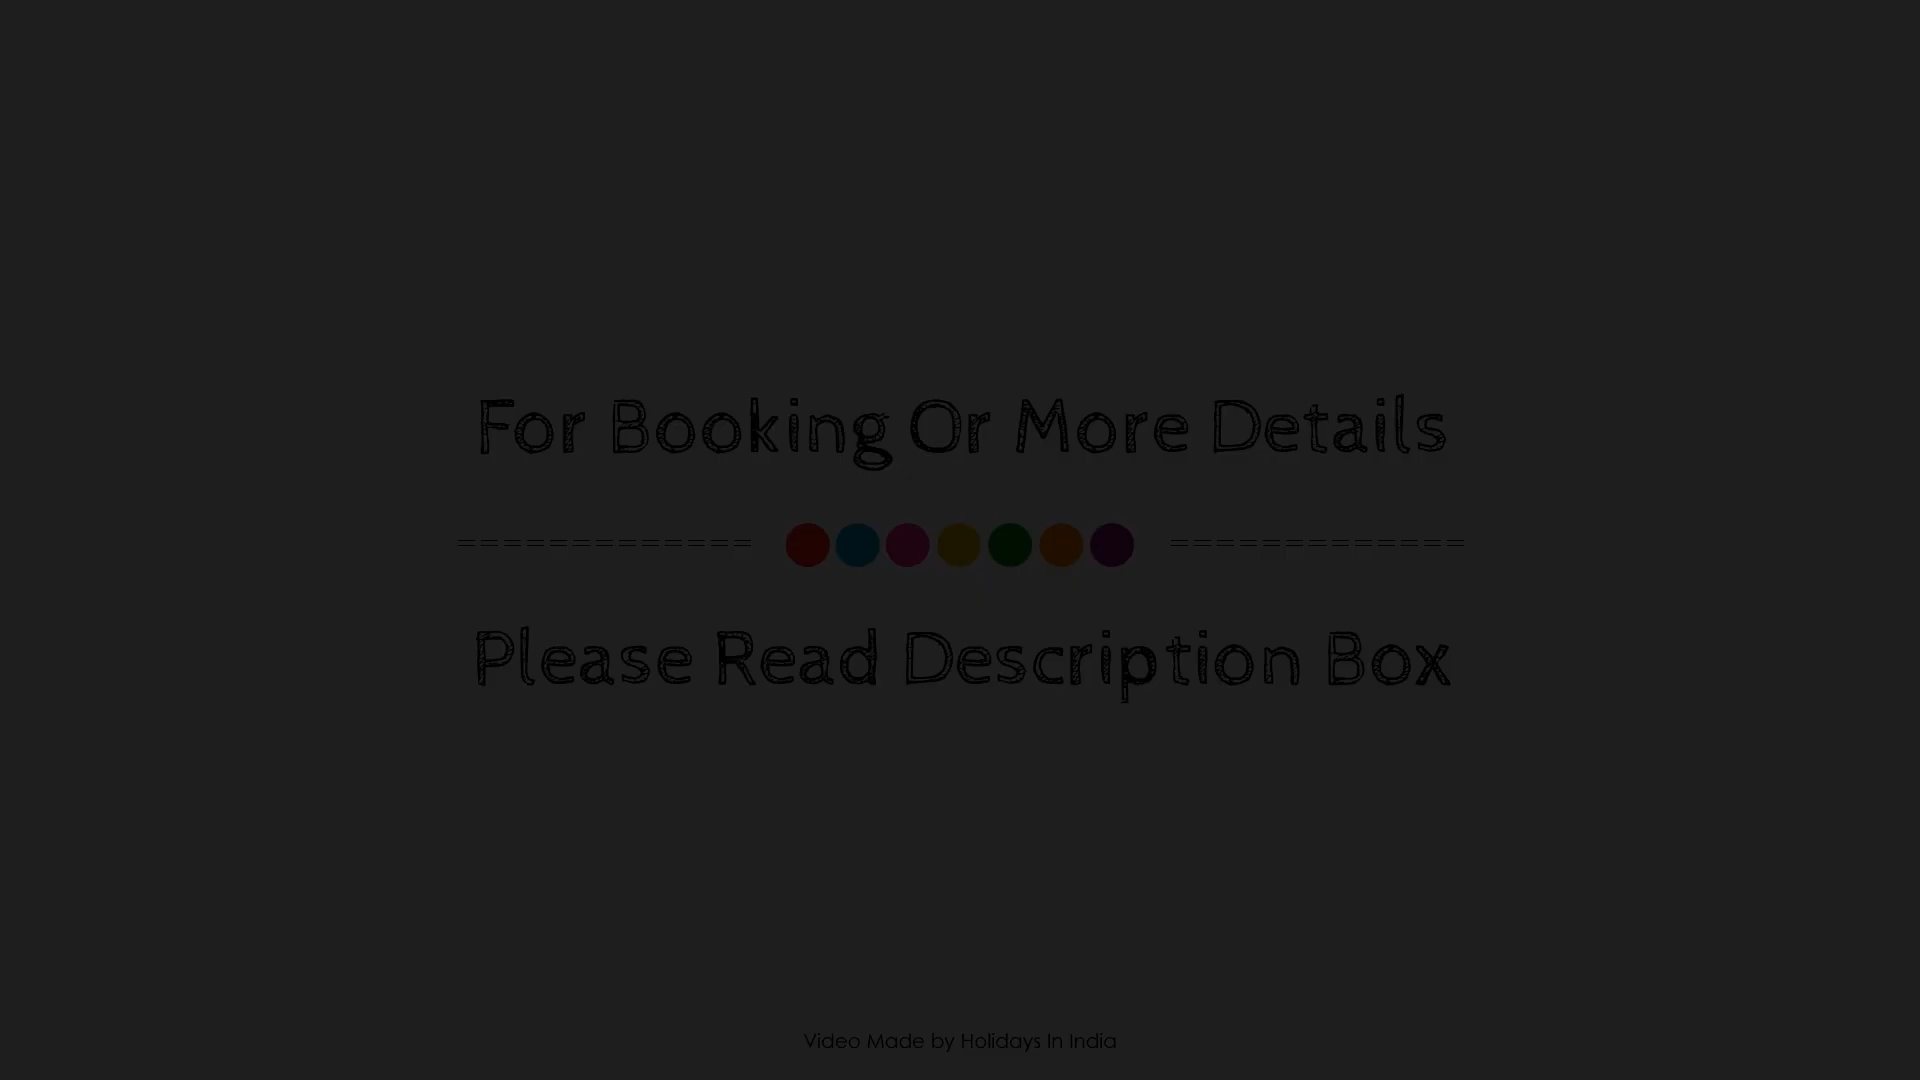 For Booking Or More Details
============= =============
Please Read Description Box
Video Made by Holidays In India